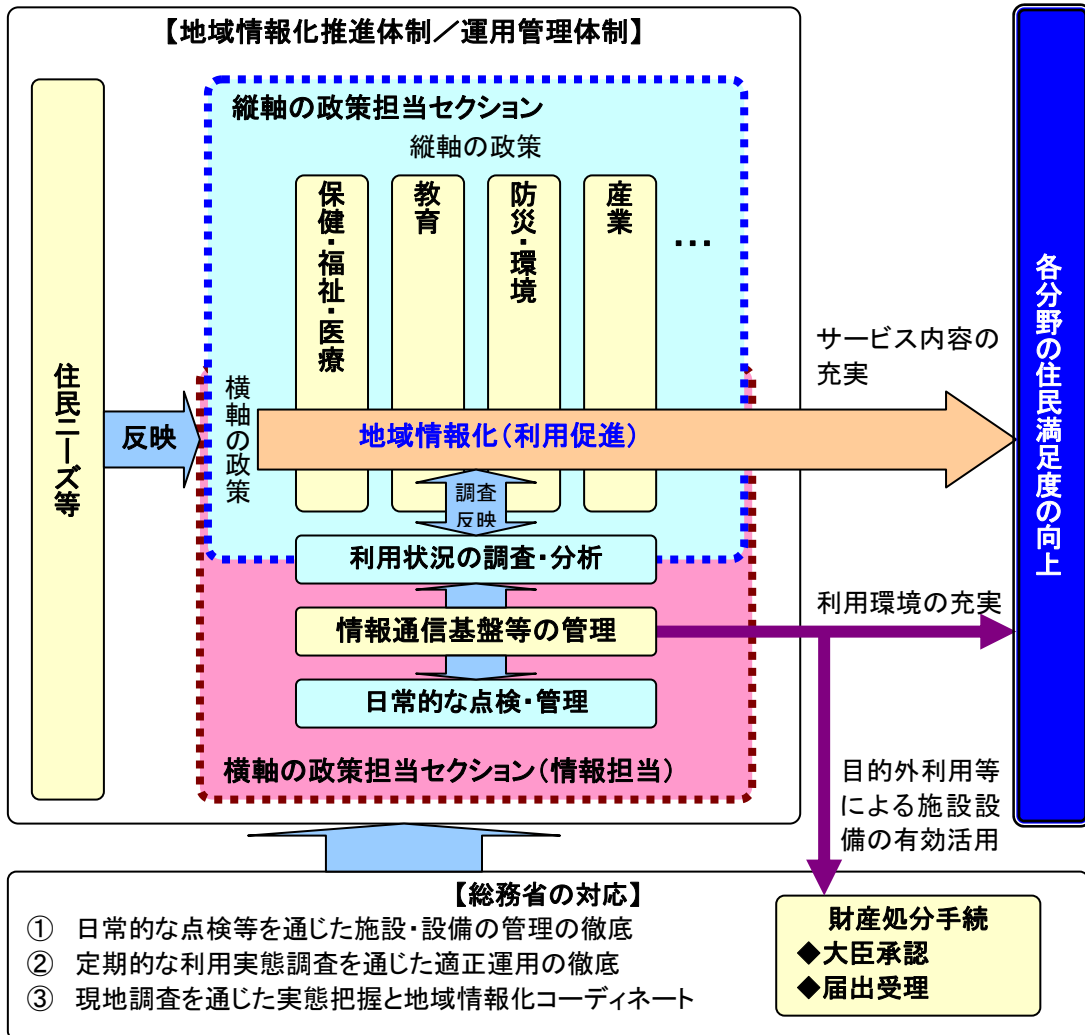 【地域情報化推進体制／運用管理体制】
縦軸の政策担当セクション
縦軸の政策
保健・福祉・医療
教育
防災・環境
産業
…
住民ニーズ等
反映
横軸の政策
地域情報化（利用促進）
調査
反映
利用状況の調査・分析
情報通信基盤等の管理
日常的な点検・管理
横軸の政策担当セクション（情報担当）
サービス内容の
充実
利用環境の充実
目的外利用等
による施設設
備の有効活用
各分野の住民満足度の向上
【総務省の対応】
① 日常的な点検等を通じた施設・設備の管理の徹底
② 定期的な利用実態調査を通じた適正運用の徹底
③ 現地調査を通じた実態把握と地域情報化コーディネート
財産処分手続
◆大臣承認
◆届出受理